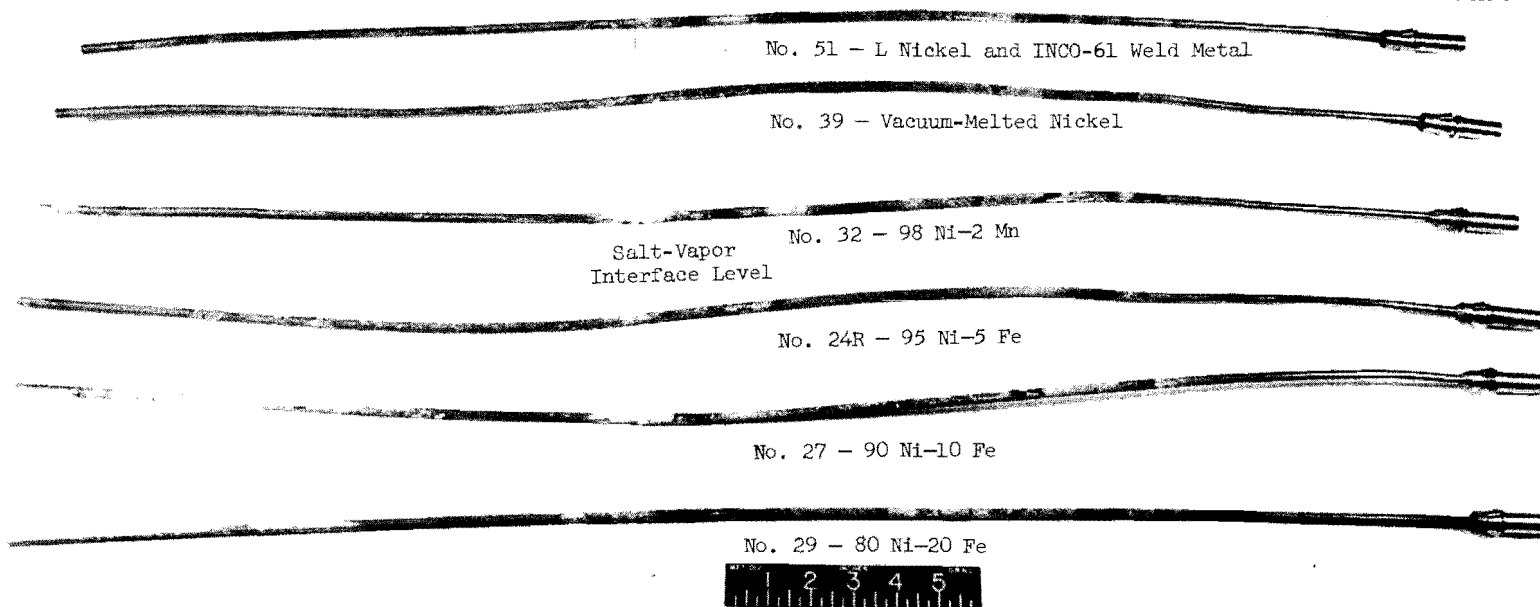 No. 51 — L Nickel and INCO-61 Weld Metal
No. 39 — Vacuum-Melted Nickel
No. 32 — 98 Ni-2 Mn
Salt-Vapor
Interface Level
No. 24R — 95 Ni-5 Fe
No. 27 — 90 Ni-10 Fe
No. 29 — 80 Ni-20 Fe
INCHES
1 2 3 4 5